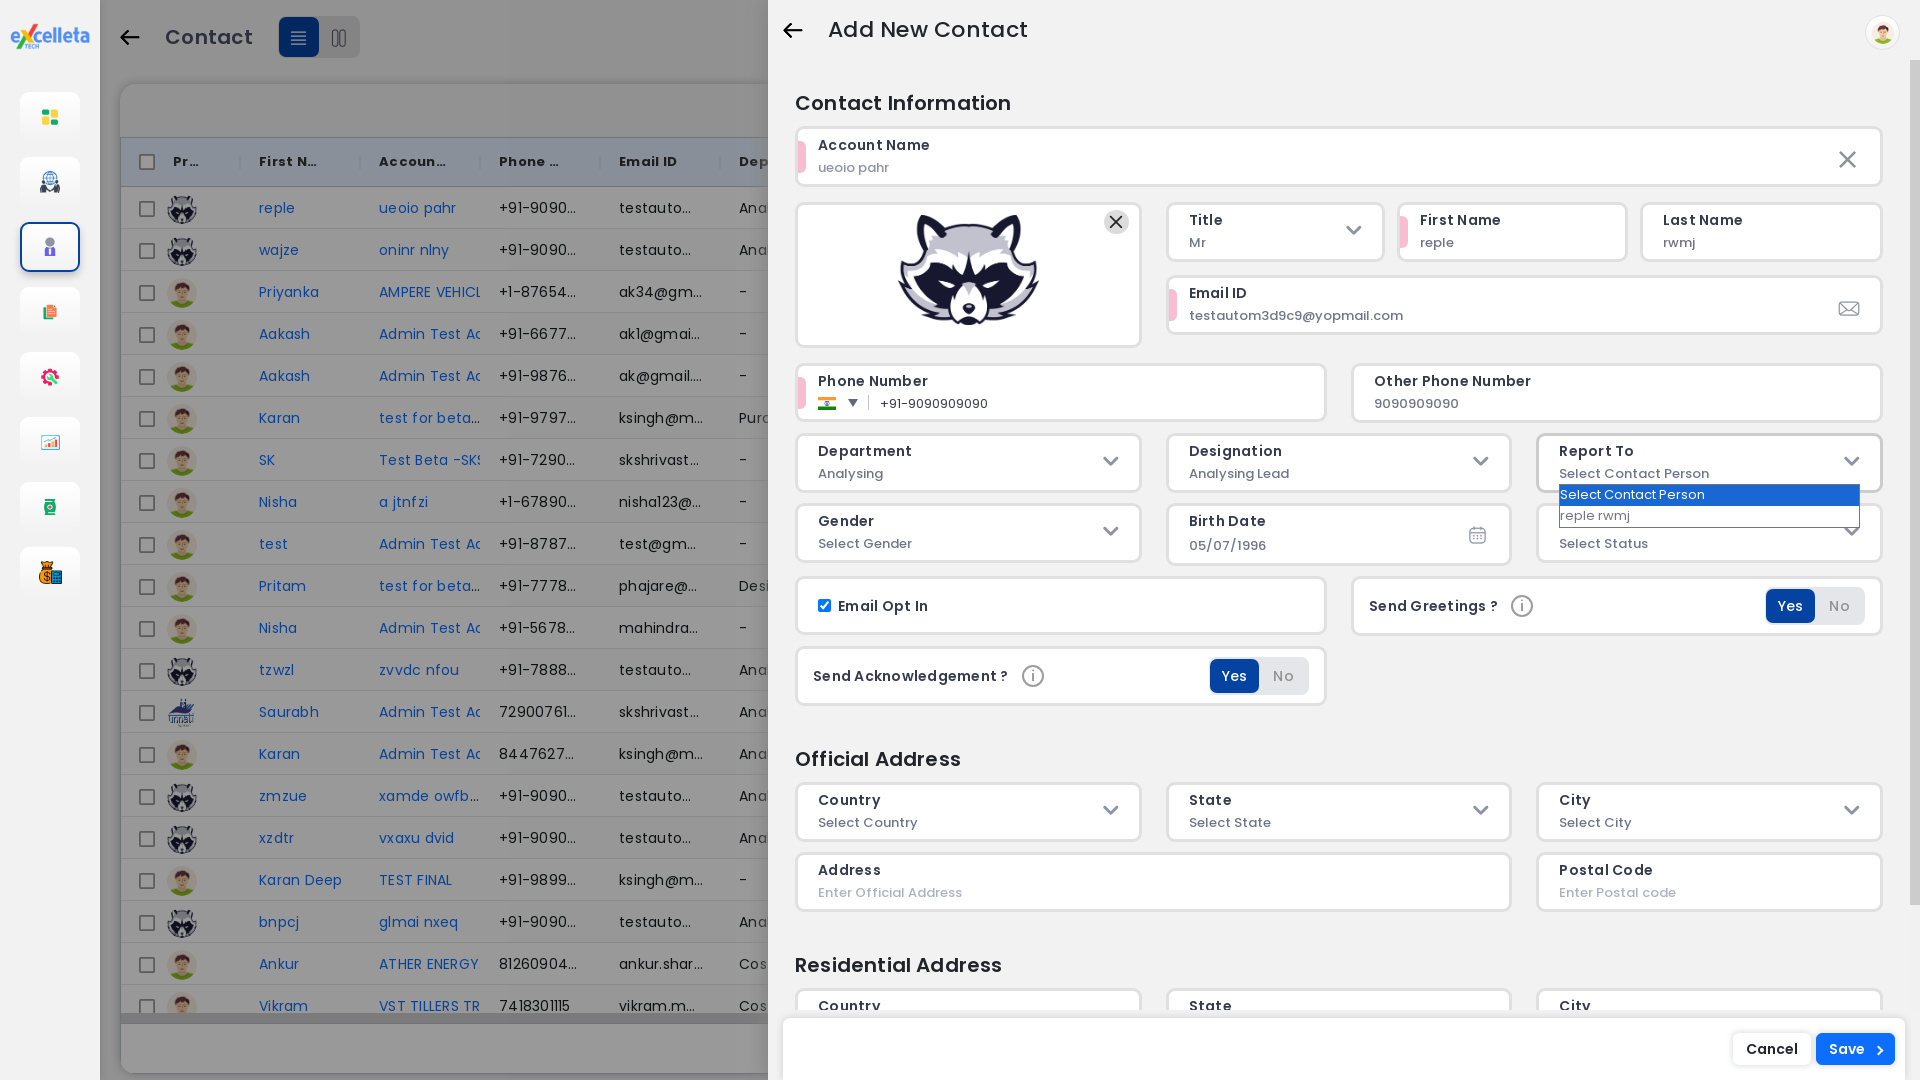 eXcelleta
TECH
Contact
Pr...
First N...
Accoun...
Phone ...
Email ID
Dep
reple
ueoio pahr
+91-9090...
testauto...
Ana
wajze
oninr nlny
+91-9090...
testauto...
Ana
Priyanka
AMPERE VEHICL
+1-87654...
ak34@gm...
-
Aakash
Admin Test Ac
+91-6677...
ak1@gmai...
-
Aakash
Admin Test Ac
+91-9876...
ak@gmail....
-
Karan
test for beta...
+91-9797...
ksingh@m...
Purc
SK
Test Beta -SKS
+91-7290...
skshrivast...
-
Nisha
a jtnfzi
+1-67890...
nisha123@...
-
test
Admin Test Ac
+91-8787...
test@gm...
-
Pritam
test for beta...
+91-7778...
phajare@...
Desi
Nisha
Admin Test Ac
+91-5678...
mahindra...
-
tzwzl
zvvdc nfou
+91-7888...
testauto...
Ana
Saurabh
Admin Test Ac
72900761...
skshrivast...
Ana
Karan
Admin Test Ac
8447627...
ksingh@m...
Ana
zmzue
xamde owfb...
+91-9090...
testauto...
Ana
xzdtr
vxaxu dvid
+91-9090...
testauto...
Ana
Karan Deep
TEST FINAL
+91-9899...
ksingh@m...
-
bnpcj
glmai nxeq
+91-9090...
testauto...
Ana
Ankur
ATHER ENERGY
81260904...
ankur.shar...
Cos
Vikram
VST TILLERS TR
7418301115
vikram.m...
Cos
Add New Contact
Contact Information
Account Name
ueoio pahr
Title
Mr
First Name
reple
Last Name
rwmj
Email ID
testautom3d9c9@yopmail.com
Phone Number
+91-9090909090
Other Phone Number
9090909090
Department
Analysing
Designation
Analysing Lead
Report To
Select Contact Person
Select Contact Person
reple rwmj
Gender
Select Gender
Birth Date
05/07/1996
Select Status
Email Opt In
Send Greetings ?
Yes
No
Send Acknowledgement ?
Yes
No
Official Address
Country
Select Country
State
Select State
City
Select City
Address
Enter Official Address
Postal Code
Enter Postal code
Residential Address
Country
State
City
Cancel
Save